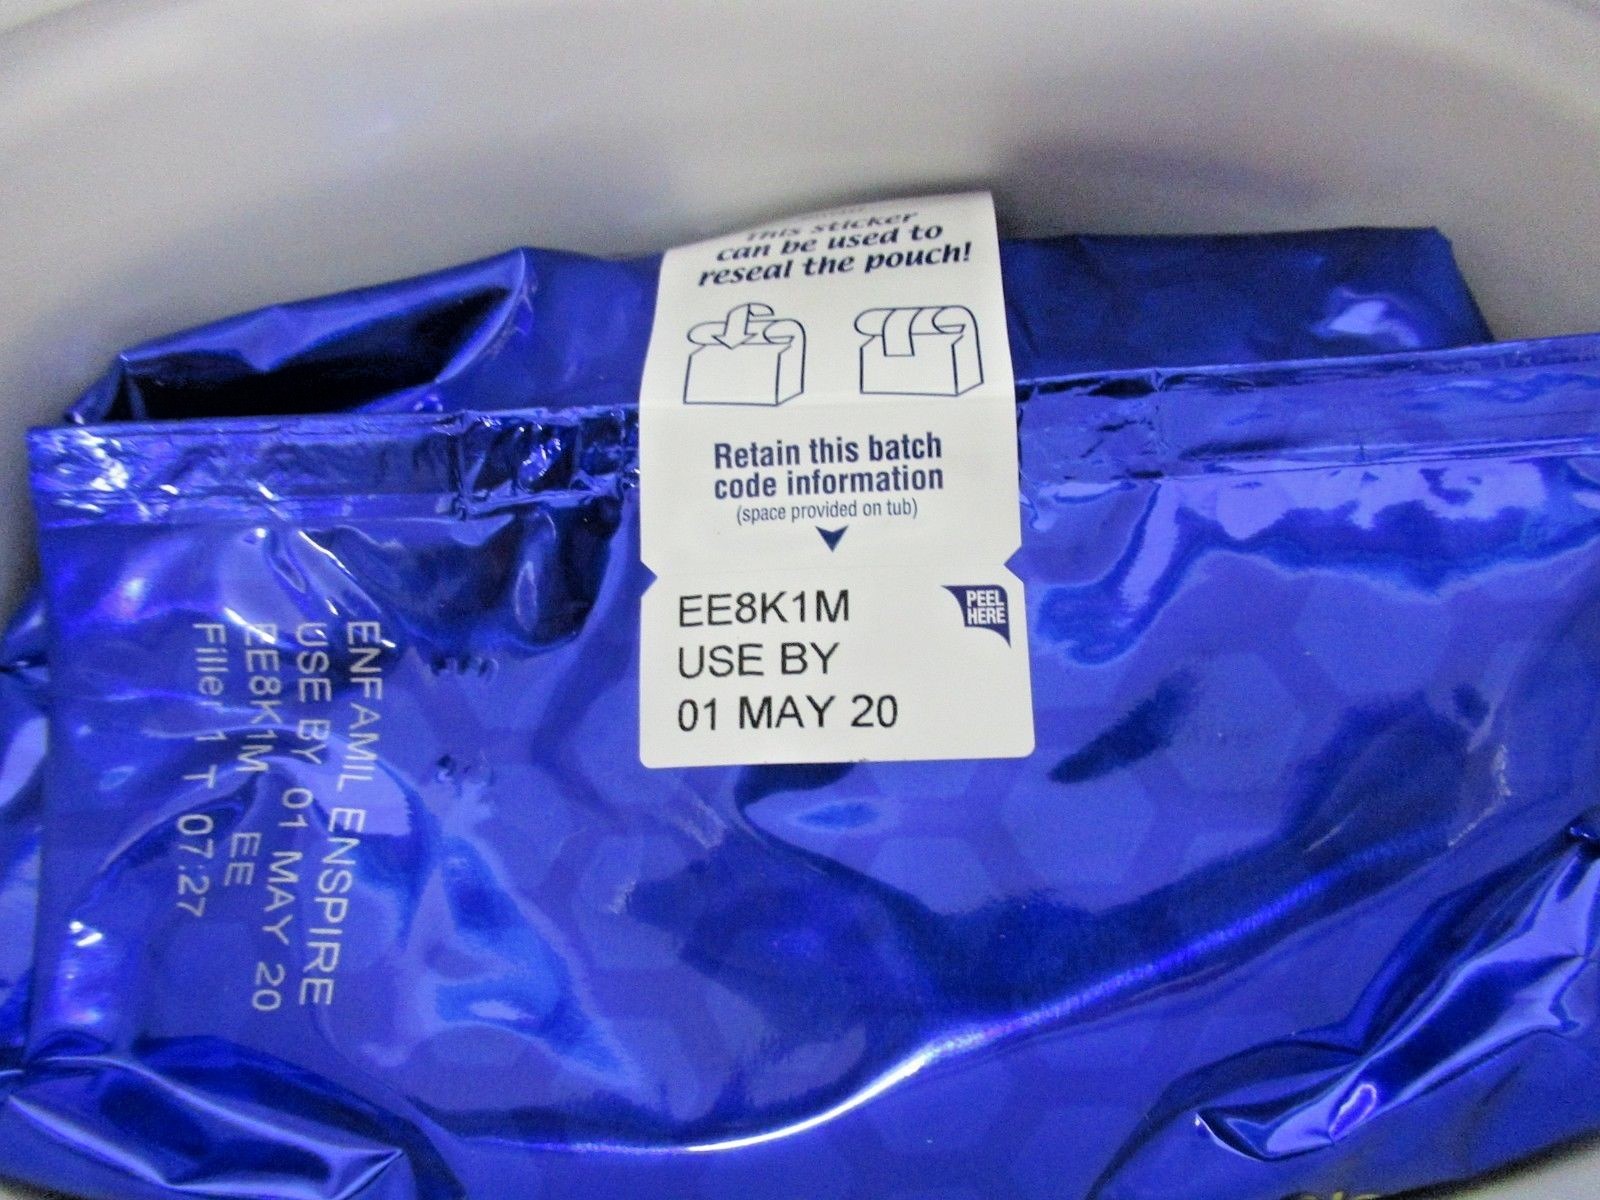 This sticker
can be used to
reseal the pouch!
Retain this batch
code information
(space provided on tub)
EE8K1M
USE BY
01 MAY 20
PEEL
HERE
ENFAMIL ENSPIRE
USE BY 01 MAY 20
EE8K1M EE
Filler 1 T 07:27